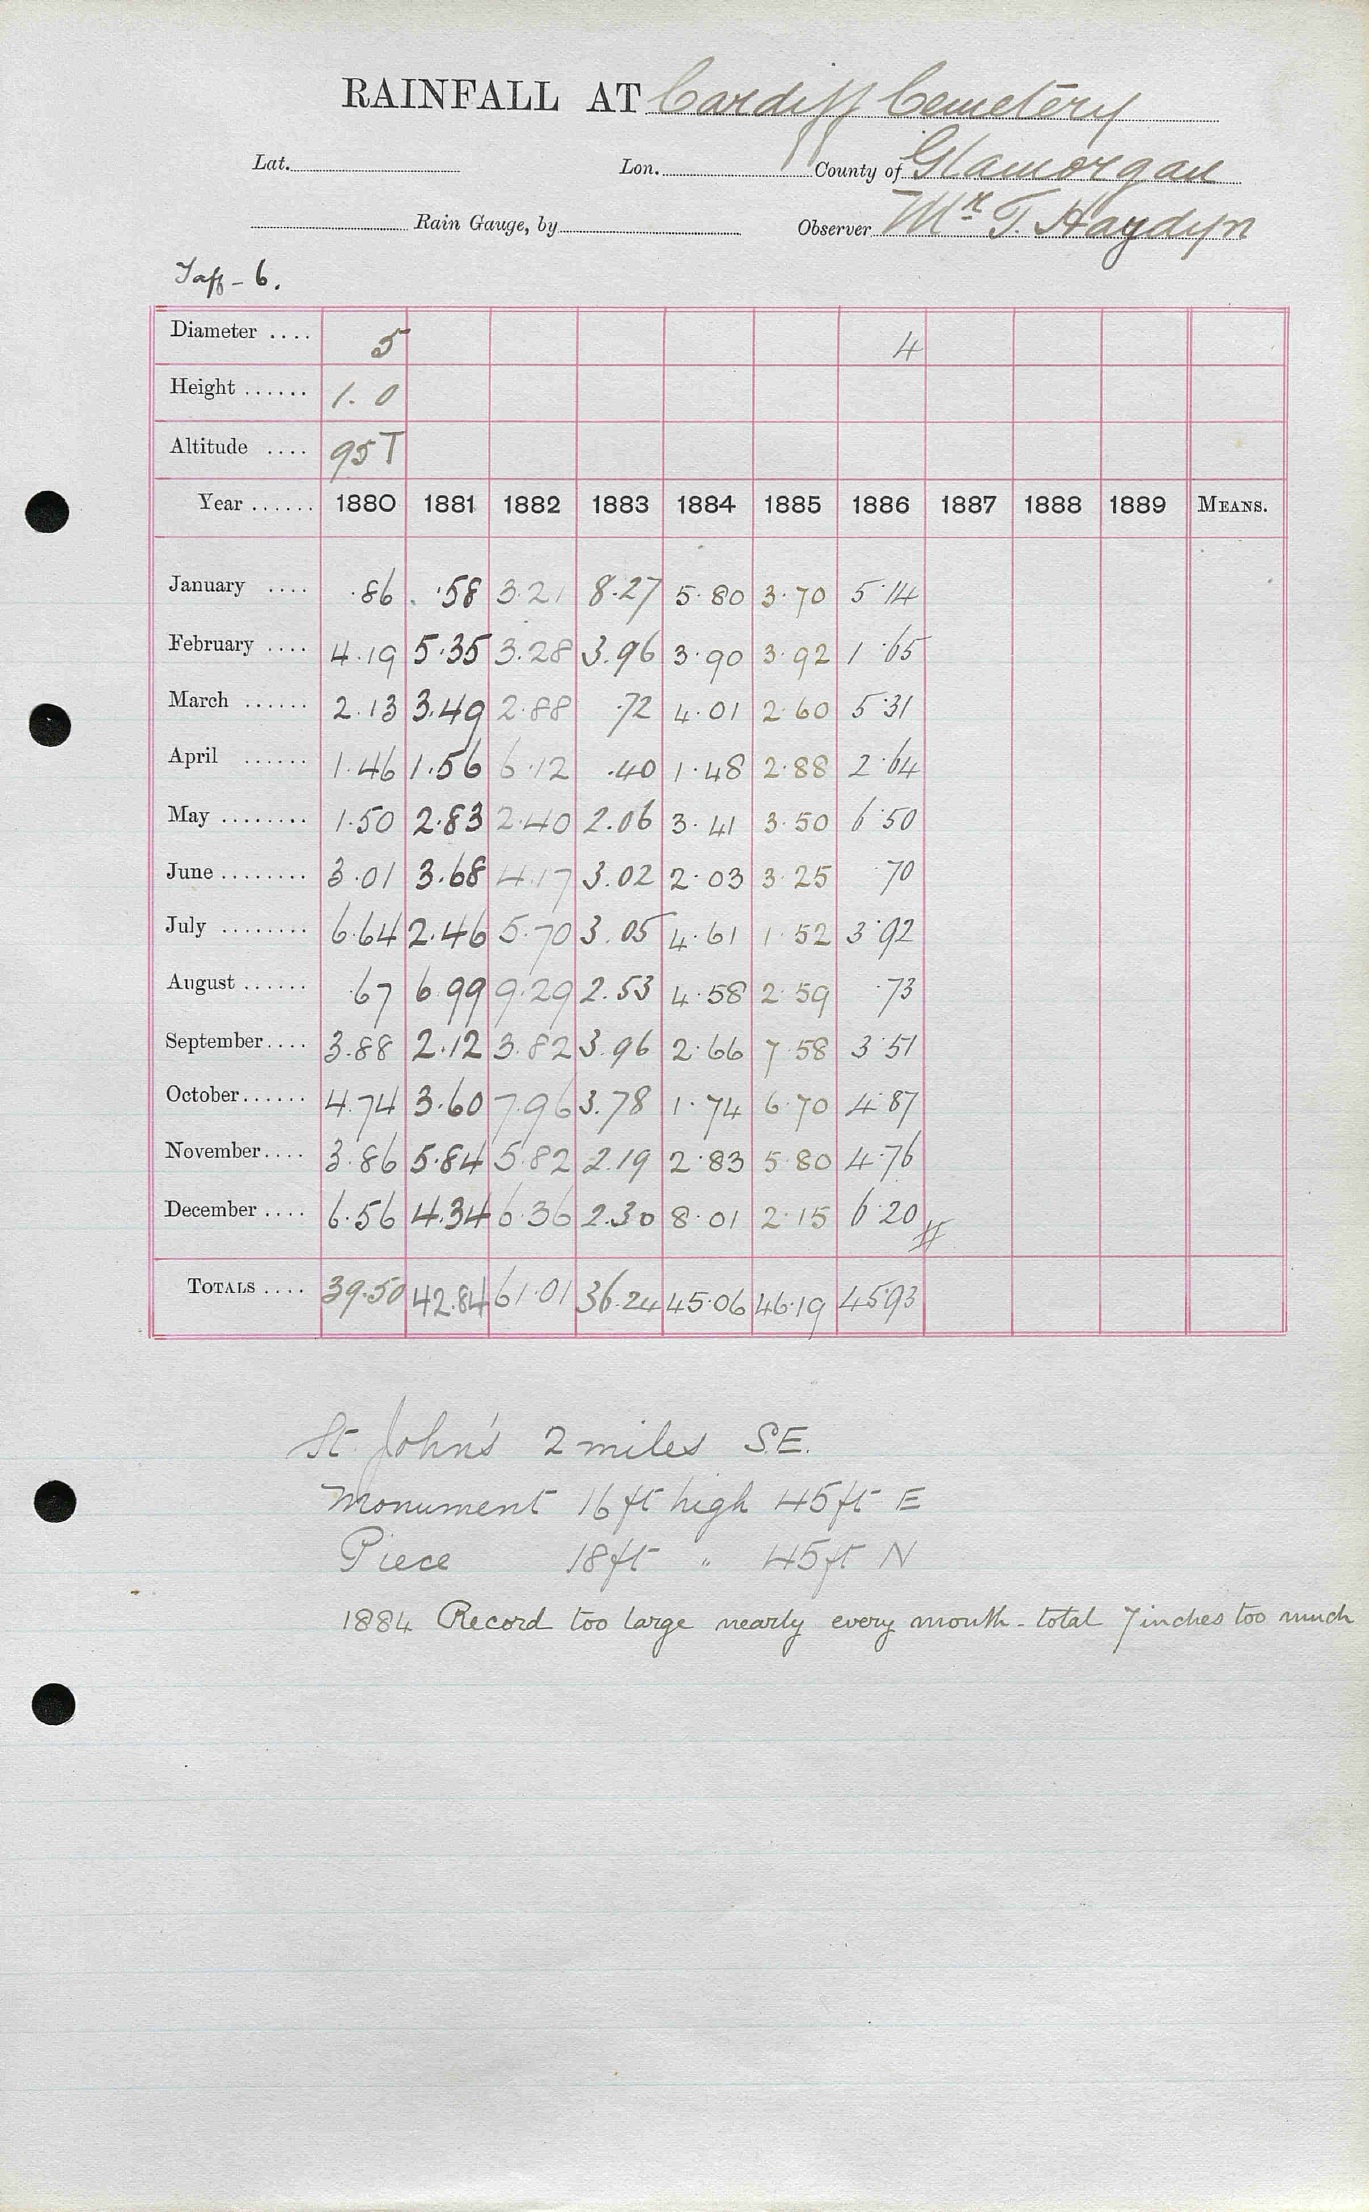 RAINFALL AT Cardiff Cemetery
Lat. Lon. County of Glamorgan
Rain Gauge, by Observer Mr T. Haydyn
Taff - 6.
Diameter .... 5 4
Height ...... 1. 0
Altitude .... 95 T
Year ...... 1880 1881 1882 1883 1884 1885 1886 1887 1888 1889 MEANS.
January .... .86 .58 3.21 8.27 5.80 3.70 5.14
February .... 4.19 5.35 3.28 3.96 3.90 3.92 1.65
March ...... 2.13 3.49 2.88 .72 4.01 2.60 5.31
April ...... 1.46 1.56 6.12 .40 1.48 2.88 2.64
May ........ 1.50 2.83 2.40 2.06 3.41 3.50 6.50
June ........ 3.01 3.68 4.17 3.02 2.03 3.25 .70
July ........ 6.64 2.46 5.70 3.05 4.61 1.52 3.92
August ...... .67 6.99 9.29 2.53 4.58 2.59 .73
September.... 3.88 2.12 3.82 3.96 2.66 7.58 3.51
October...... 4.74 3.60 7.96 3.78 1.74 6.70 4.87
November.... 3.86 5.84 5.82 2.19 2.83 5.80 4.76
December .... 6.56 4.34 6.36 2.30 8.01 2.15 6.20
TOTALS .... 39.50 42.84 61.01 36.24 45.06 46.19 45.93
St. John's 2 miles S.E.
Monument 16 ft high 45 ft E
Piece 18 ft " 45 ft N
1884 Record too large nearly every month - total 7 inches too much